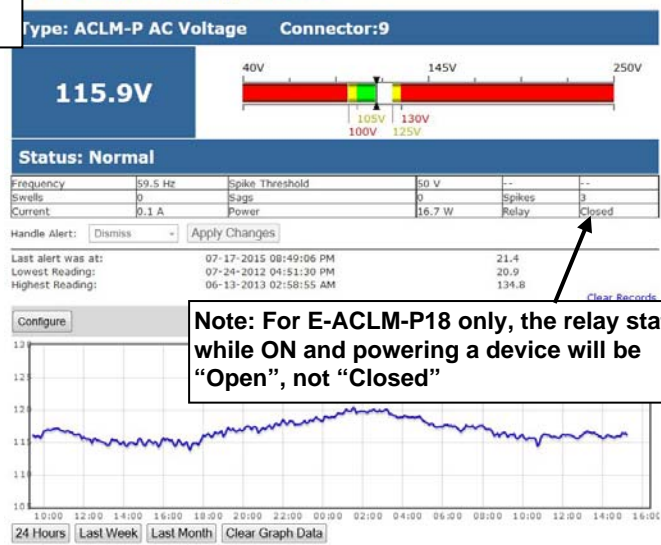 Type: ACLM-P AC Voltage Connector:9
115.9V
40V 145V 250V
105V 130V
100V 125V
Status: Normal
Frequency 59.5 Hz Spike Threshold 50 V -- --
Swells 0 Sags 0 Spikes 3
Current 0.1 A Power 16.7 W Relay Closed
Handle Alert: Dismiss Apply Changes
Last alert was at: 07-17-2015 08:49:06 PM 21.4
Lowest Reading: 07-24-2012 04:51:30 PM 20.9
Highest Reading: 06-13-2013 02:58:55 AM 134.8
Clear Records
Configure
Note: For E-ACLM-P18 only, the relay sta
while ON and powering a device will be
“Open”, not “Closed”
125
120
115
110
10:00 12:00 14:00 16:00 18:00 20:00 22:00 00:00 02:00 04:00 06:00 08:00 10:00 12:00 14:00 16:00
24 Hours Last Week Last Month Clear Graph Data